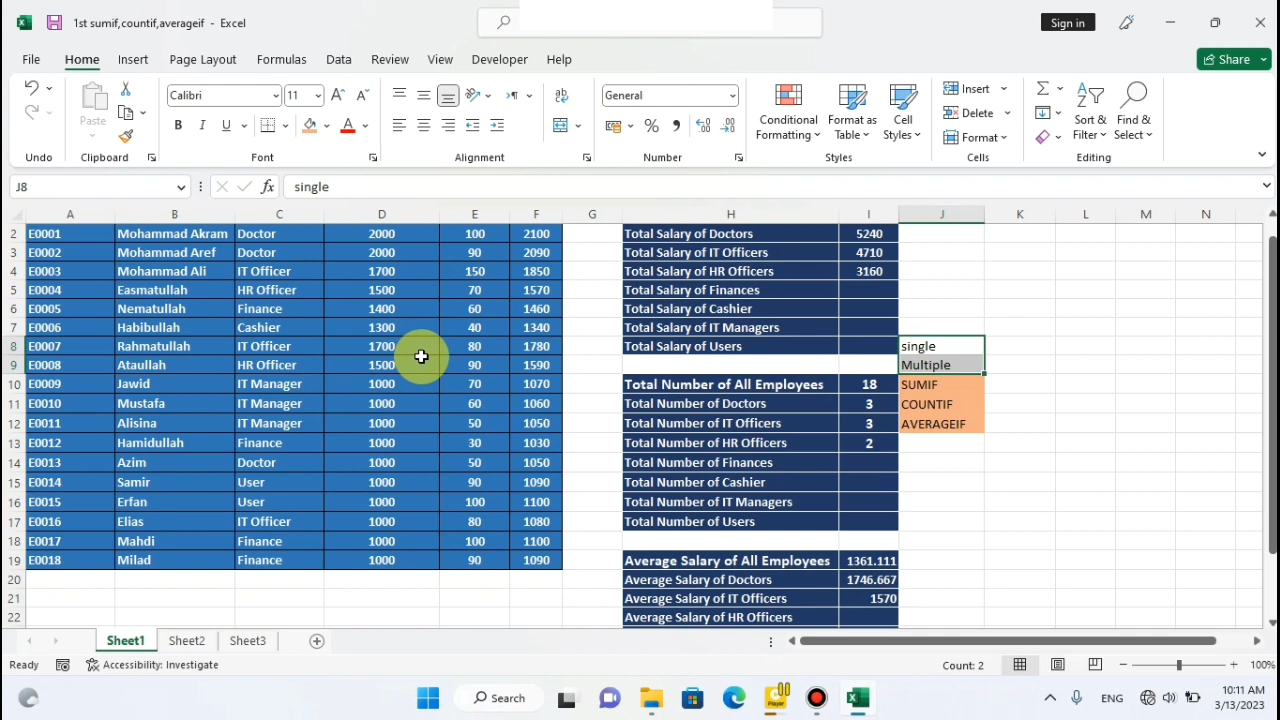 1st sumif,countif,averageif - Excel
Sign in
File Home Insert Page Layout Formulas Data Review View Developer Help
Share
Calibri 11 General
Paste
Insert
Delete
Format
Conditional Formatting
Format as Table
Cell Styles
Sort & Filter
Find & Select
Undo Clipboard Font Alignment Number Styles Cells Editing
J8 fx single
A B C D E F G H I J K L M N
2 E0001 Mohammad Akram Doctor 2000 100 2100 Total Salary of Doctors 5240
3 E0002 Mohammad Aref Doctor 2000 90 2090 Total Salary of IT Officers 4710
4 E0003 Mohammad Ali IT Officer 1700 150 1850 Total Salary of HR Officers 3160
5 E0004 Easmatullah HR Officer 1500 70 1570 Total Salary of Finances
6 E0005 Nematullah Finance 1400 60 1460 Total Salary of Cashier
7 E0006 Habibullah Cashier 1300 40 1340 Total Salary of IT Managers
8 E0007 Rahmatullah IT Officer 1700 80 1780 Total Salary of Users single
9 E0008 Ataullah HR Officer 1500 90 1590 Multiple
10 E0009 Jawid IT Manager 1000 70 1070 Total Number of All Employees 18 SUMIF
11 E0010 Mustafa IT Manager 1000 60 1060 Total Number of Doctors 3 COUNTIF
12 E0011 Alisina IT Manager 1000 50 1050 Total Number of IT Officers 3 AVERAGEIF
13 E0012 Hamidullah Finance 1000 30 1030 Total Number of HR Officers 2
14 E0013 Azim Doctor 1000 50 1050 Total Number of Finances
15 E0014 Samir User 1000 90 1090 Total Number of Cashier
16 E0015 Erfan User 1000 100 1100 Total Number of IT Managers
17 E0016 Elias IT Officer 1000 80 1080 Total Number of Users
18 E0017 Mahdi Finance 1000 100 1100
19 E0018 Milad Finance 1000 90 1090 Average Salary of All Employees 1361.111
20 Average Salary of Doctors 1746.667
21 Average Salary of IT Officers 1570
22 Average Salary of HR Officers
Sheet1 Sheet2 Sheet3
Ready Accessibility: Investigate Count: 2 100%
Search
Player
ENG
10:11 AM
3/13/2023